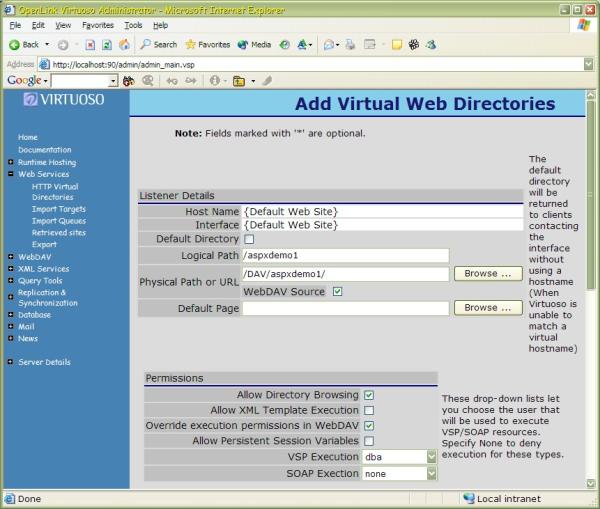 OpenLink Virtuoso Administrator - Microsoft Internet Explorer
File Edit View Favorites Tools Help
Back Search Favorites Media
Address http://localhost:90/admin/admin_main.vsp
Google
VIRTUOSO
Home
Documentation
Runtime Hosting
Web Services
HTTP Virtual
Directories
Import Targets
Import Queues
Retrieved sites
Export
WebDAV
XML Services
Query Tools
Replication &
Synchronization
Database
Mail
News
Server Details
Add Virtual Web Directories
Note: Fields marked with '*' are optional.
Listener Details
Host Name {Default Web Site}
Interface {Default Web Site}
Default Directory
Logical Path /aspxdemo1
Physical Path or URL /DAV/aspxdemo1/ Browse ...
WebDAV Source
Default Page Browse ...
The
default
directory
will be
returned
to clients
contacting
the
interface
without
using a
hostname
(When
Virtuoso is
unable to
match a
virtual
hostname)
Permissions
Allow Directory Browsing
Allow XML Template Execution
Override execution permissions in WebDAV
Allow Persistent Session Variables
VSP Execution dba
SOAP Exection none
These drop-down lists let
you choose the user that
will be used to execute
VSP/SOAP resources.
Specify None to deny
execution for these types.
Done Local intranet